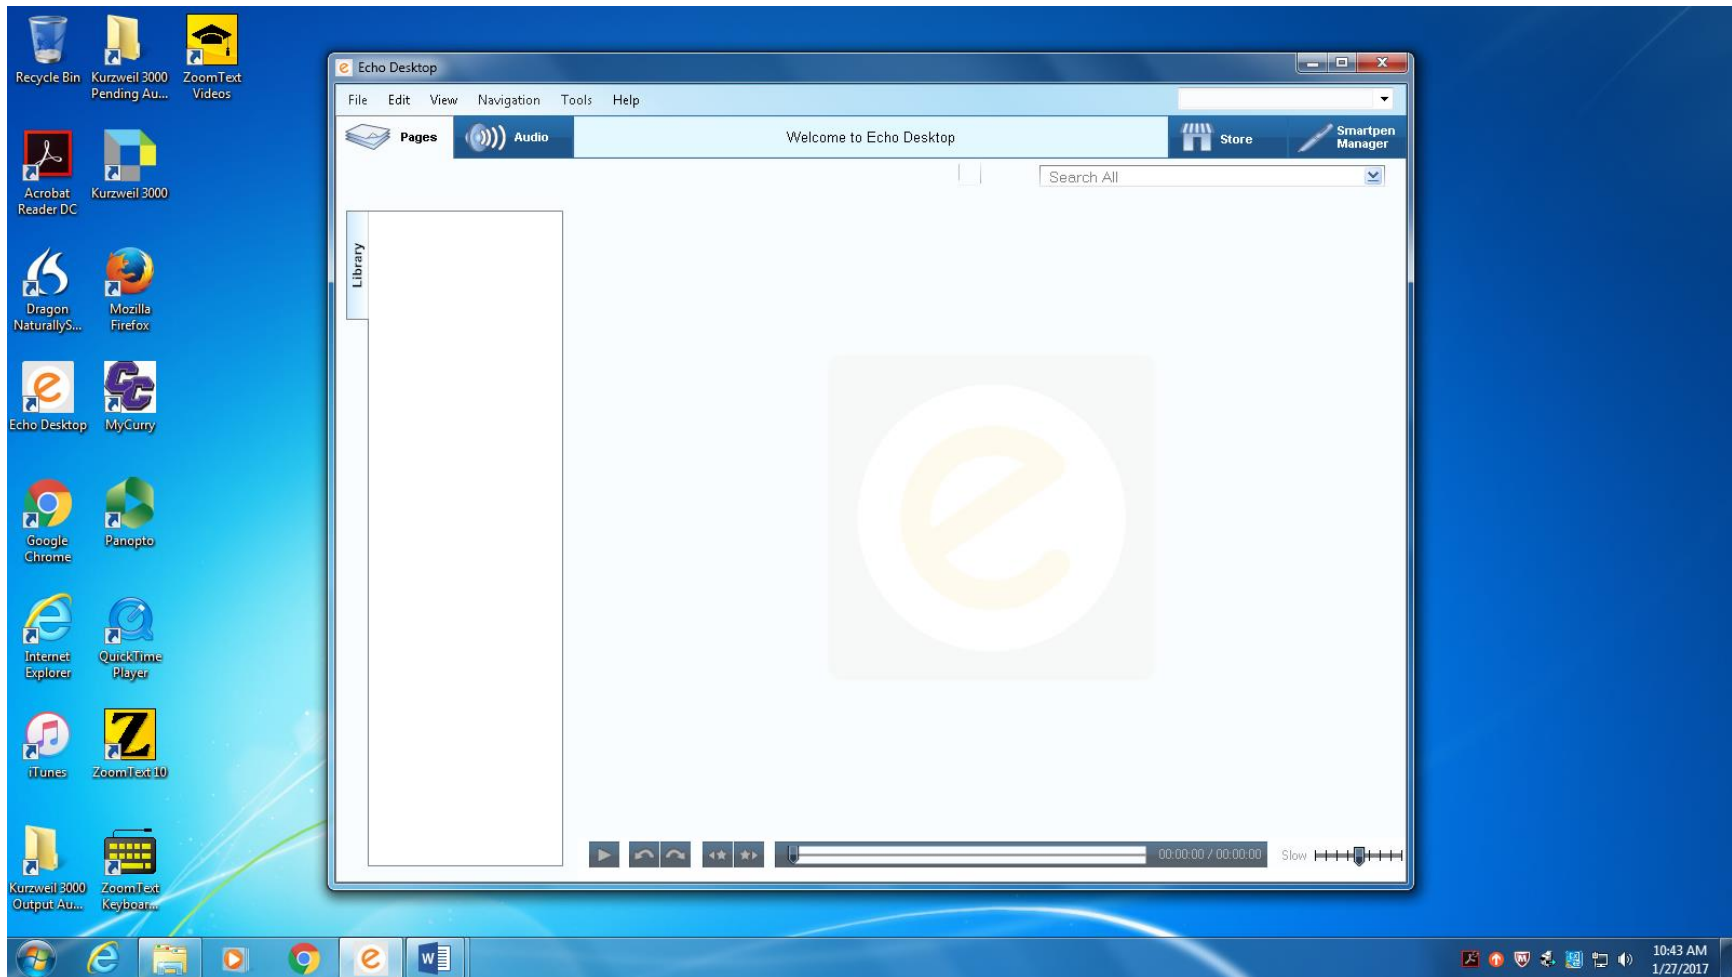 Recycle Bin
Kurzweil 3000
Pending Au...
ZoomText
Videos
Acrobat
Reader DC
Kurzweil 3000
Dragon
NaturallyS...
Mozilla
Firefox
Echo Desktop
MyCurry
Google
Chrome
Panopto
Internet
Explorer
QuickTime
Player
iTunes
ZoomText 10
Kurzweil 3000
Output Au...
ZoomText
Keyboar...
Echo Desktop
File Edit View Navigation Tools Help
Pages Audio Welcome to Echo Desktop Store Smartpen
Manager
Search All
Library
00:00:00 / 00:00:00 Slow
10:43 AM
1/27/2017